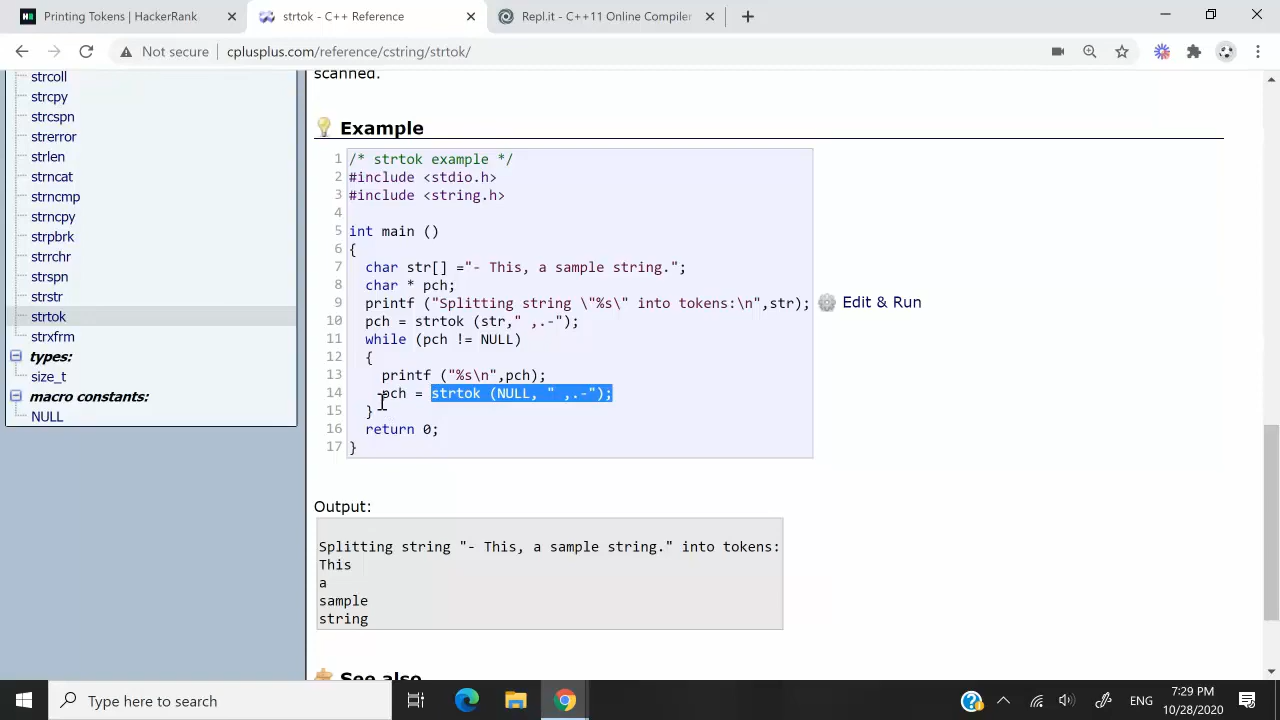 Printing Tokens | HackerRank
strtok - C++ Reference
Repl.it - C++11 Online Compiler
Not secure
cplusplus.com/reference/cstring/strtok/
strcoll
strcpy
strcspn
strerror
strlen
strncat
strncmp
strncpy
strpbrk
strrchr
strspn
strstr
strtok
strxfrm
types:
size_t
macro constants:
NULL
scanned.
Example
1 /* strtok example */
2 #include <stdio.h>
3 #include <string.h>
4
5 int main ()
6 {
7 char str[] ="- This, a sample string.";
8 char * pch;
9 printf ("Splitting string \"%s\" into tokens:\n",str);
10 pch = strtok (str," ,.-");
11 while (pch != NULL)
12 {
13 printf ("%s\n",pch);
14 pch = strtok (NULL, " ,.-");
15 }
16 return 0;
17 }
Edit & Run
Output:
Splitting string "- This, a sample string." into tokens:
This
a
sample
string
See also
Type here to search
ENG
7:29 PM
10/28/2020